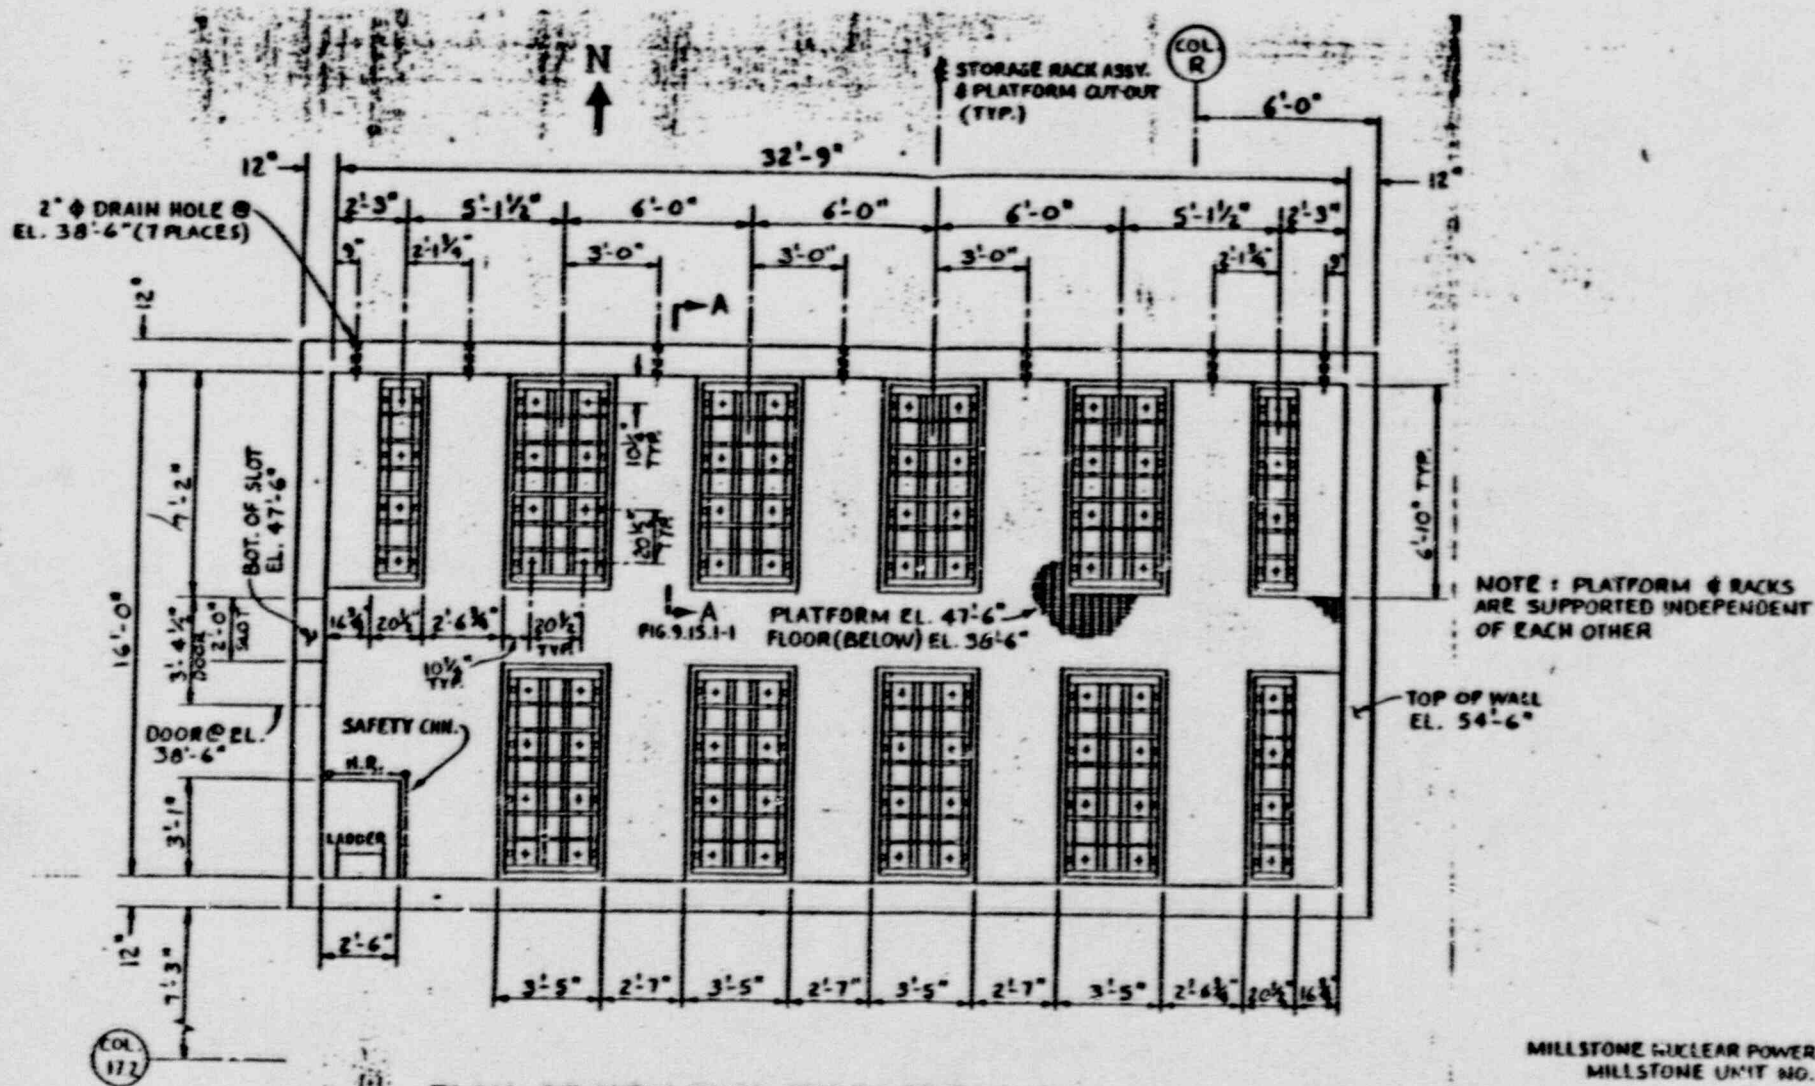 N
COL.
R
STORAGE RACK ASSY.
& PLATFORM CUT-OUT
(TYP.)
6'-0"
12"
32'-9"
12"
2" ϕ DRAIN HOLE @
EL. 38'-6" (7 PLACES)
2'-3"
5'-1½"
6'-0"
6'-0"
6'-0"
5'-1½"
2'-3"
9"
2'-1¾"
3'-0"
3'-0"
3'-0"
2'-1¾"
9"
12"
A
7'-2"
BOT. OF SLOT
EL. 47'-6"
16'-0"
3'-4½"
DOOR
2'-0"
SLOT
10¼"
TYP.
20½"
TYP.
6'-10" TYP.
16¾"
20½"
2'-6¾"
20½"
TYP.
10¼"
TYP.
A
FIG.9.15.1-1
PLATFORM EL. 47'-6"
FLOOR (BELOW) EL. 36'-6"
NOTE : PLATFORM & RACKS
ARE SUPPORTED INDEPENDENT
OF EACH OTHER
TOP OF WALL
EL. 54'-6"
DOOR @ EL.
38'-6"
SAFETY CHN.
H.R.
LADDER
3'-1"
12"
7'-3"
2'-6"
3'-5"
2'-7"
3'-5"
2'-7"
3'-5"
2'-7"
3'-5"
2'-6¾"
20½"
16¾"
COL.
172
MILLSTONE NUCLEAR POWER
MILLSTONE UNIT NO.